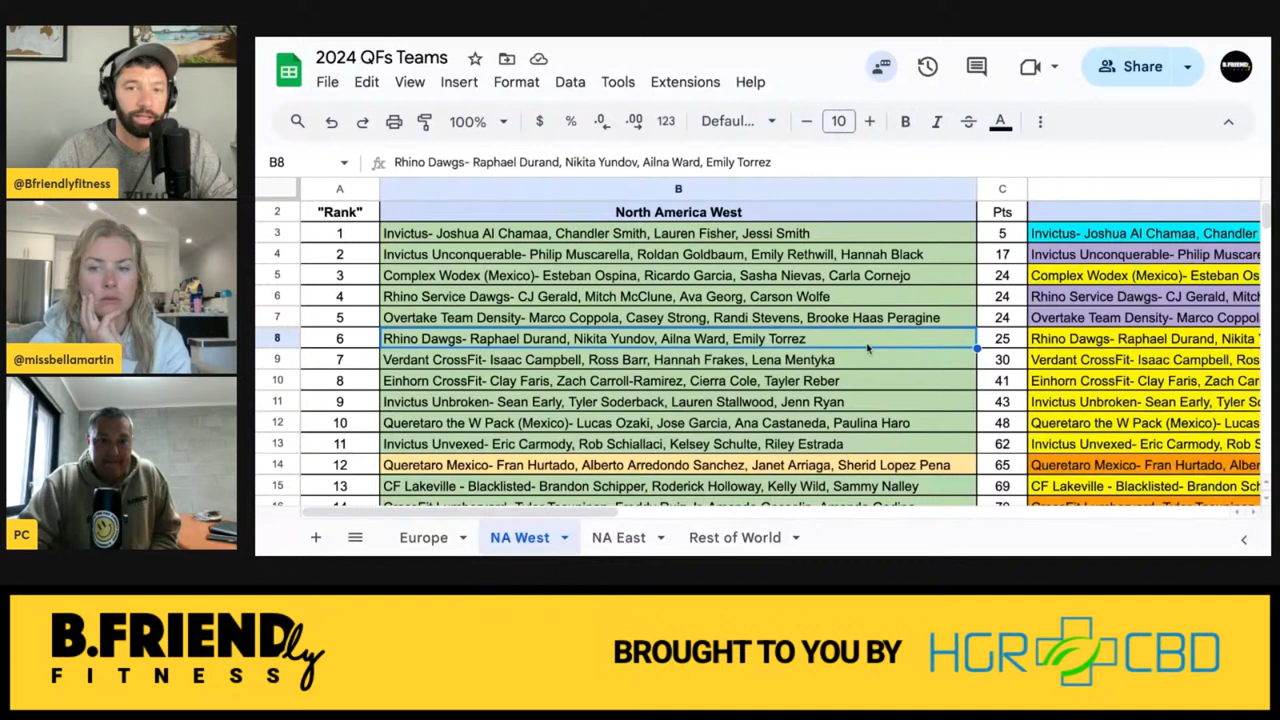 2024 QFs Teams
File Edit View Insert Format Data Tools Extensions Help
Share
B.FRIENDLY FITNESS
100% $ % .0 .00 123 Defaul... 10 B I S A
B8 fx Rhino Dawgs- Raphael Durand, Nikita Yundov, Ailna Ward, Emily Torrez
A B C
2 "Rank" North America West Pts
3 1 Invictus- Joshua Al Chamaa, Chandler Smith, Lauren Fisher, Jessi Smith 5 Invictus- Joshua Al Chamaa, Chandler
4 2 Invictus Unconquerable- Philip Muscarella, Roldan Goldbaum, Emily Rethwill, Hannah Black 17 Invictus Unconquerable- Philip Muscare
5 3 Complex Wodex (Mexico)- Esteban Ospina, Ricardo Garcia, Sasha Nievas, Carla Cornejo 24 Complex Wodex (Mexico)- Esteban Os
6 4 Rhino Service Dawgs- CJ Gerald, Mitch McClune, Ava Georg, Carson Wolfe 24 Rhino Service Dawgs- CJ Gerald, Mitc
7 5 Overtake Team Density- Marco Coppola, Casey Strong, Randi Stevens, Brooke Haas Peragine 24 Overtake Team Density- Marco Coppol
8 6 Rhino Dawgs- Raphael Durand, Nikita Yundov, Ailna Ward, Emily Torrez 25 Rhino Dawgs- Raphael Durand, Nikita Y
9 7 Verdant CrossFit- Isaac Campbell, Ross Barr, Hannah Frakes, Lena Mentyka 30 Verdant CrossFit- Isaac Campbell, Ros
10 8 Einhorn CrossFit- Clay Faris, Zach Carroll-Ramirez, Cierra Cole, Tayler Reber 41 Einhorn CrossFit- Clay Faris, Zach Car
11 9 Invictus Unbroken- Sean Early, Tyler Soderback, Lauren Stallwood, Jenn Ryan 43 Invictus Unbroken- Sean Early, Tyler So
12 10 Queretaro the W Pack (Mexico)- Lucas Ozaki, Jose Garcia, Ana Castaneda, Paulina Haro 48 Queretaro the W Pack (Mexico)- Lucas
13 11 Invictus Unvexed- Eric Carmody, Rob Schiallaci, Kelsey Schulte, Riley Estrada 62 Invictus Unvexed- Eric Carmody, Rob S
14 12 Queretaro Mexico- Fran Hurtado, Alberto Arredondo Sanchez, Janet Arriaga, Sherid Lopez Pena 65 Queretaro Mexico- Fran Hurtado, Alber
15 13 CF Lakeville - Blacklisted- Brandon Schipper, Roderick Holloway, Kelly Wild, Sammy Nalley 69 CF Lakeville - Blacklisted- Brandon Sch
Europe NA West NA East Rest of World
@Bfriendlyfitness
@missbellamartin
PC
B.FRIENDly
FITNESS
BROUGHT TO YOU BY
HGR CBD